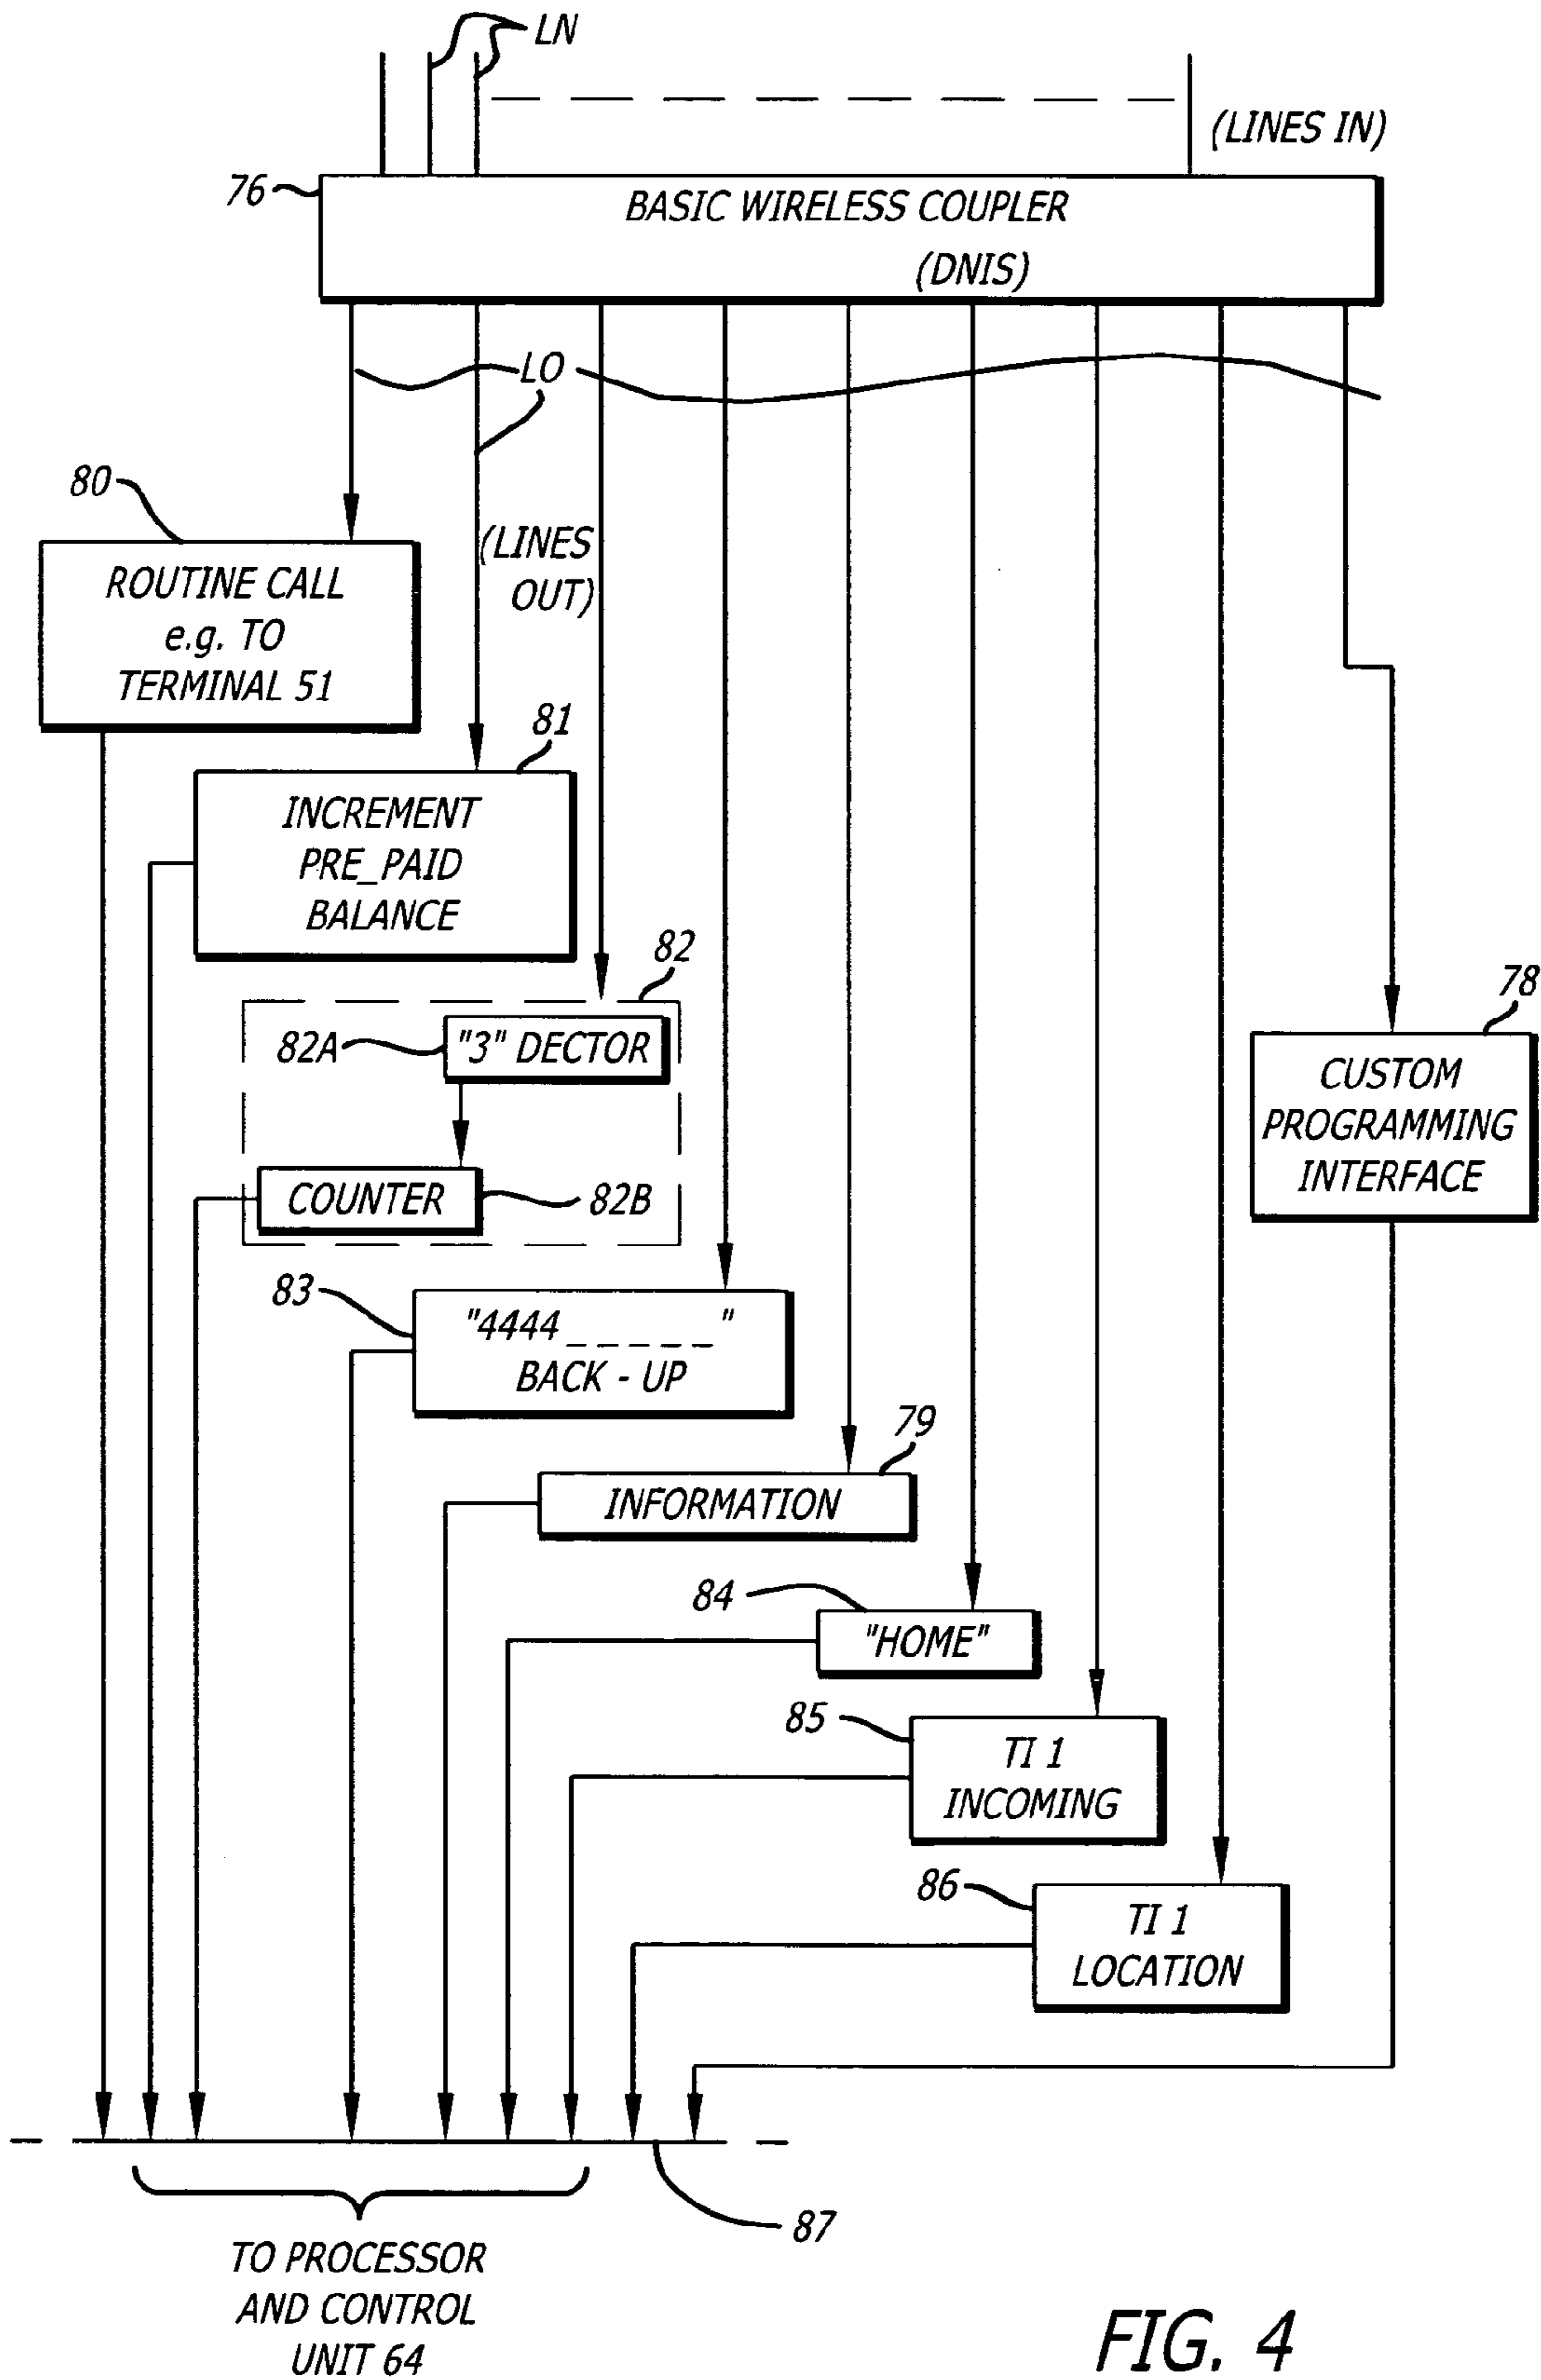 LN
(LINES IN)
76
BASIC WIRELESS COUPLER
(DNIS)
LO
80
(LINES
OUT)
ROUTINE CALL
e.g. TO
TERMINAL 51
81
INCREMENT
PRE_PAID
BALANCE
82
82A
"3" DECTOR
COUNTER
82B
78
CUSTOM
PROGRAMMING
INTERFACE
83
"4444 _ _ _ _ _ "
BACK - UP
79
INFORMATION
84
"HOME"
85
TI 1
INCOMING
86
TI 1
LOCATION
87
TO PROCESSOR
AND CONTROL
UNIT 64
FIG. 4